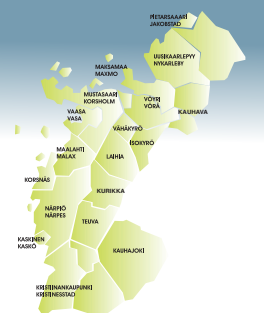 PIETARSAARI
JAKOBSTAD
UUSIKAARLEPYY
NYKARLEBY
MAKSAMAA
MAXMO
MUSTASAARI
KORSHOLM
VÖYRI
VÖRÅ
KAUHAVA
VAASA
VASA
VÄHÄKYRÖ
ISOKYRÖ
MAALAHTI
MALAX
LAIHIA
KORSNÄS
KURIKKA
NÄRPIÖ
NÄRPES
TEUVA
KASKINEN
KASKÖ
KAUHAJOKI
KRISTIINANKAUPUNKI
KRISTINESSTAD